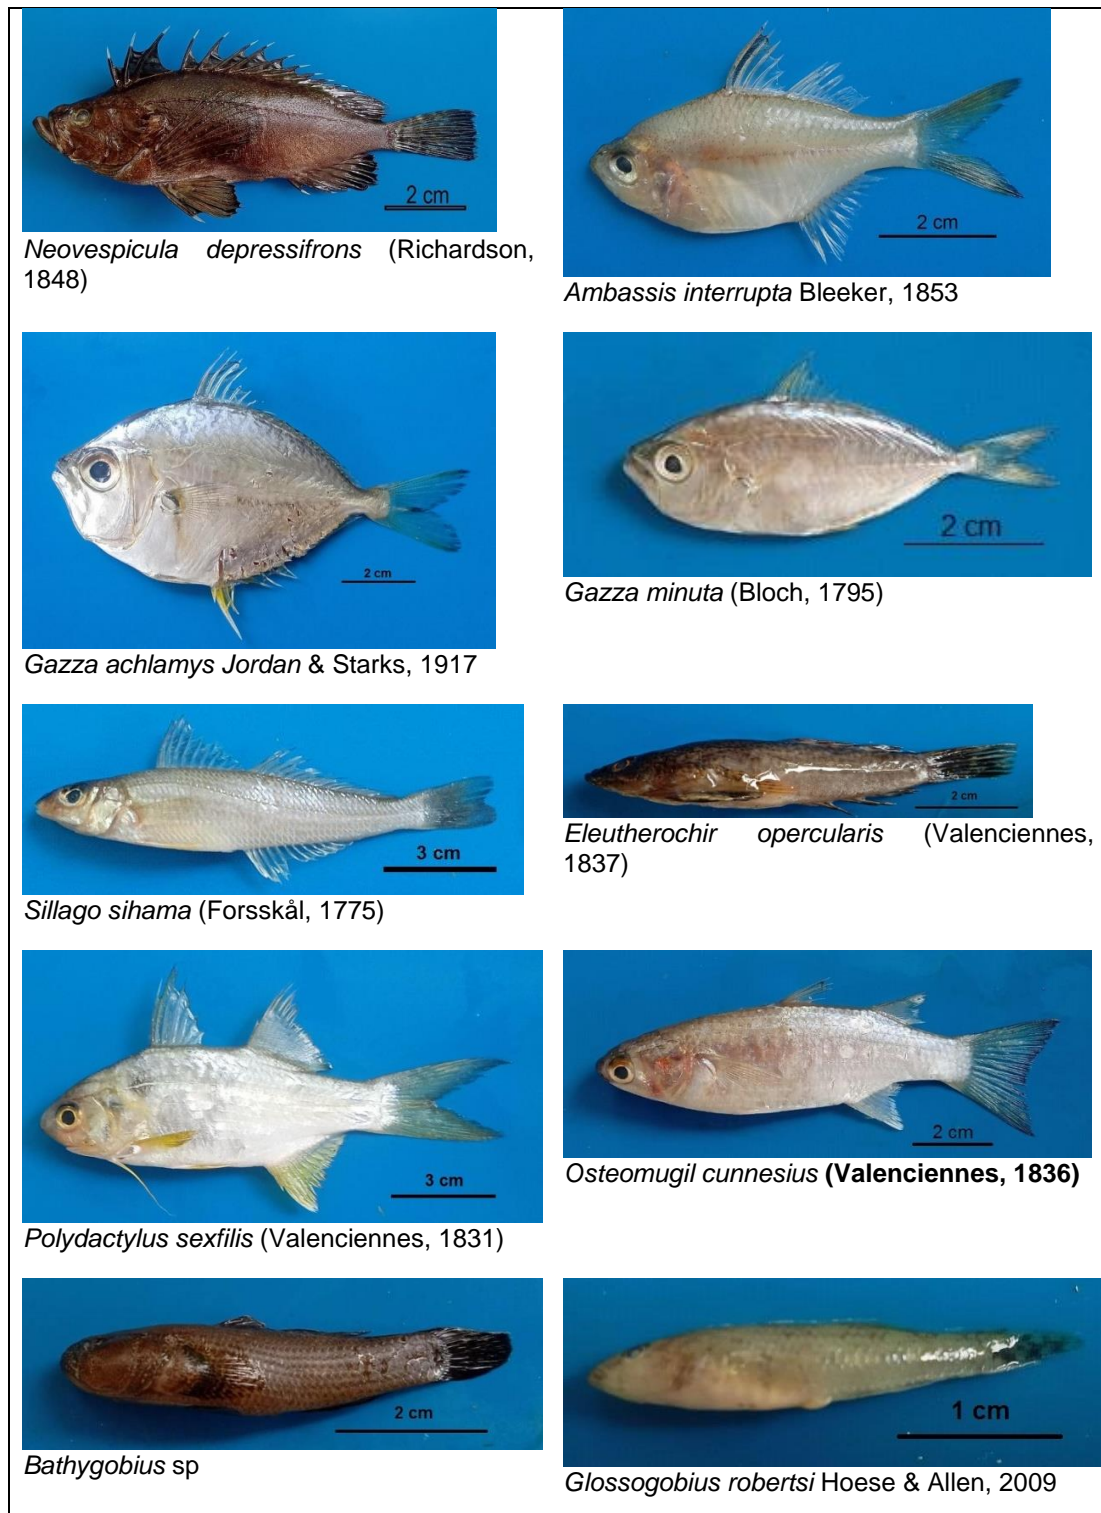 2 cm
Neovespicula depressifrons (Richardson,
1848)
2 cm
Ambassis interrupta Bleeker, 1853
2 cm
Gazza achlamys Jordan & Starks, 1917
2 cm
Gazza minuta (Bloch, 1795)
3 cm
Sillago sihama (Forsskål, 1775)
2 cm
Eleutherochir opercularis (Valenciennes,
1837)
3 cm
Polydactylus sexfilis (Valenciennes, 1831)
2 cm
Osteomugil cunnesius (Valenciennes, 1836)
2 cm
Bathygobius sp
1 cm
Glossogobius robertsi Hoese & Allen, 2009